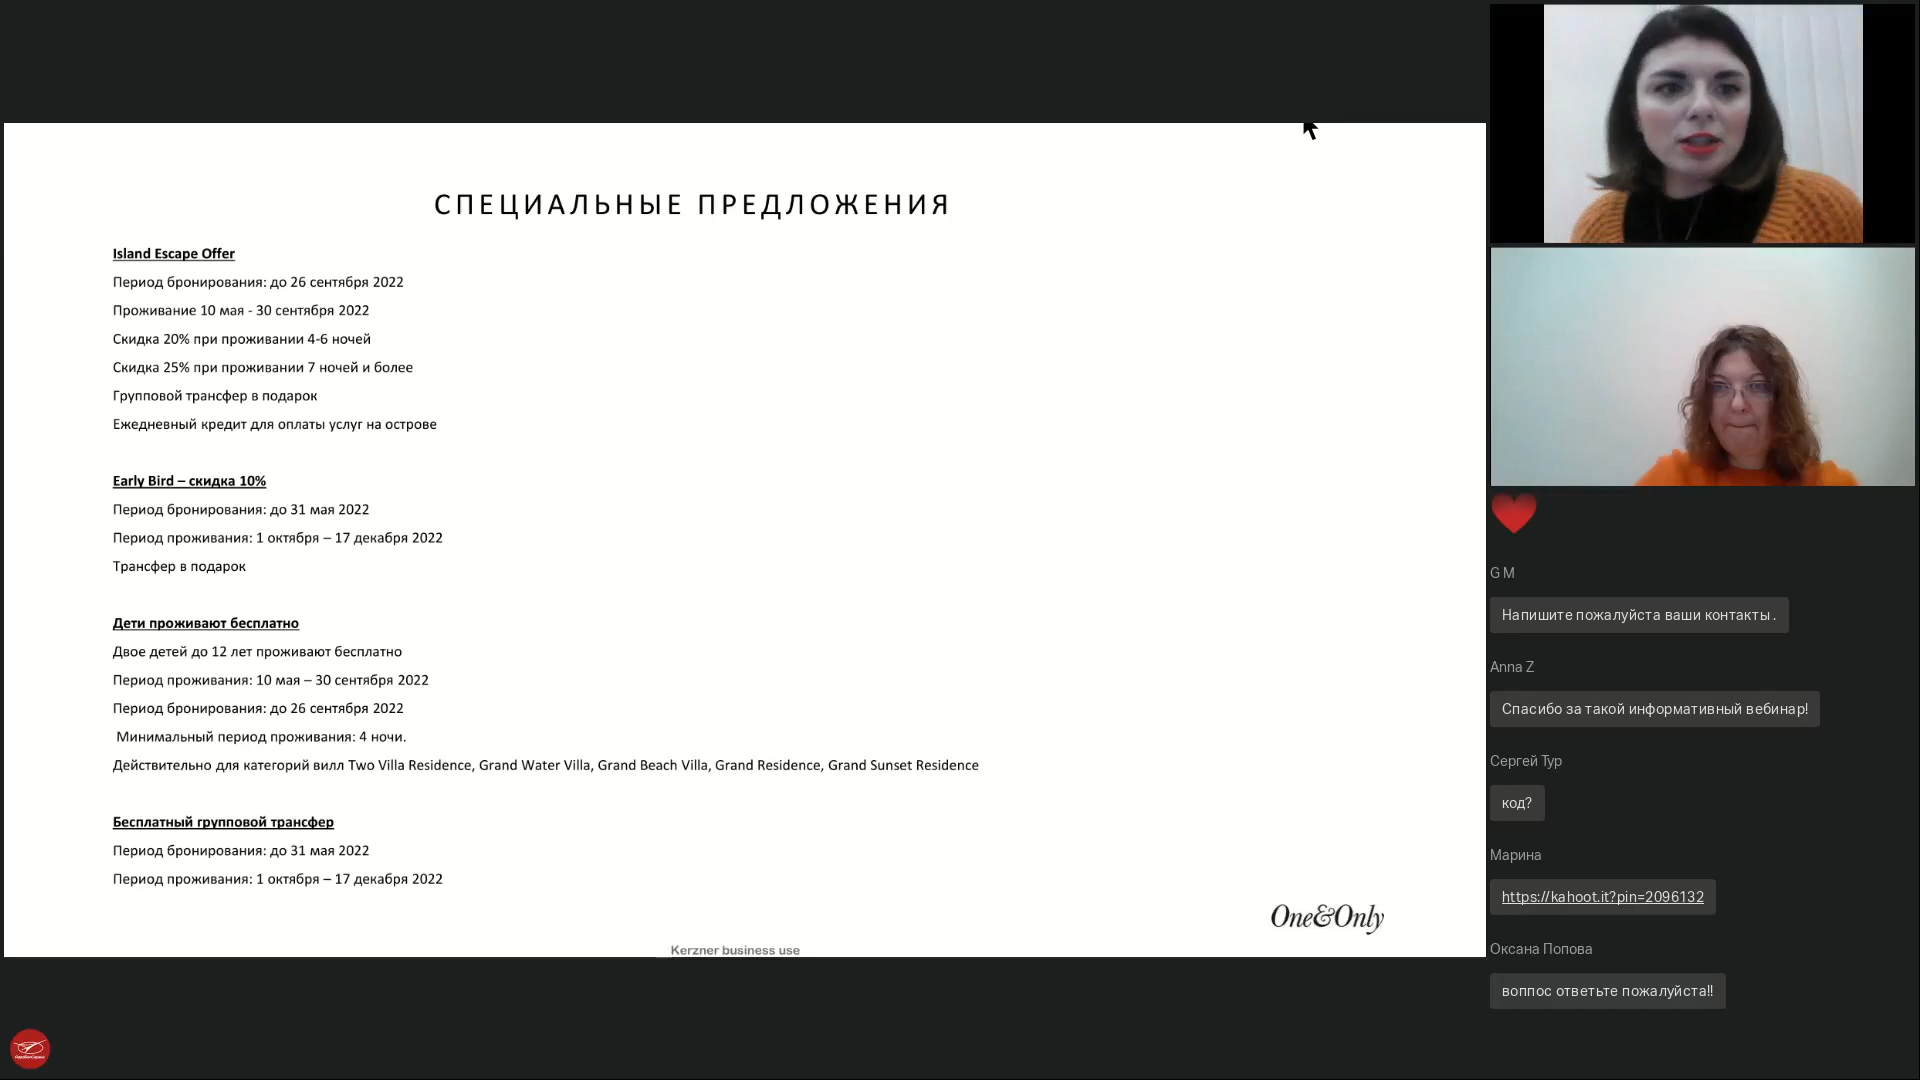 СПЕЦИАЛЬНЫЕ ПРЕДЛОЖЕНИЯ
Island Escape Offer
Период бронирования: до 26 сентября 2022
Проживание 10 мая - 30 сентября 2022
Скидка 20% при проживании 4-6 ночей
Скидка 25% при проживании 7 ночей и более
Групповой трансфер в подарок
Ежедневный кредит для оплаты услуг на острове
Early Bird – скидка 10%
Период бронирования: до 31 мая 2022
Период проживания: 1 октября – 17 декабря 2022
Трансфер в подарок
Дети проживают бесплатно
Двое детей до 12 лет проживают бесплатно
Период проживания: 10 мая – 30 сентября 2022
Период бронирования: до 26 сентября 2022
Минимальный период проживания: 4 ночи.
Действительно для категорий вилл Two Villa Residence, Grand Water Villa, Grand Beach Villa, Grand Residence, Grand Sunset Residence
Бесплатный групповой трансфер
Период бронирования: до 31 мая 2022
Период проживания: 1 октября – 17 декабря 2022
One&Only
Kerzner business use
G M
Напишите пожалуйста ваши контакты .
Anna Z
Спасибо за такой информативный вебинар!
Сергей Тур
код?
Марина
https://kahoot.it?pin=2096132
Оксана Попова
воппос ответьте пожалуйста!!